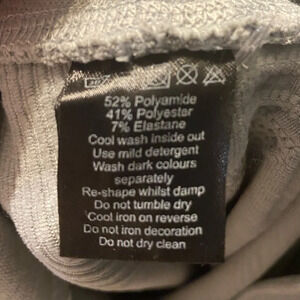 52% Polyamide
41% Polyester
7% Elastane
Cool wash inside out
Use mild detergent
Wash dark colours
separately
Re-shape whilst damp
Do not tumble dry
Cool iron on reverse
Do not iron decoration
Do not dry clean